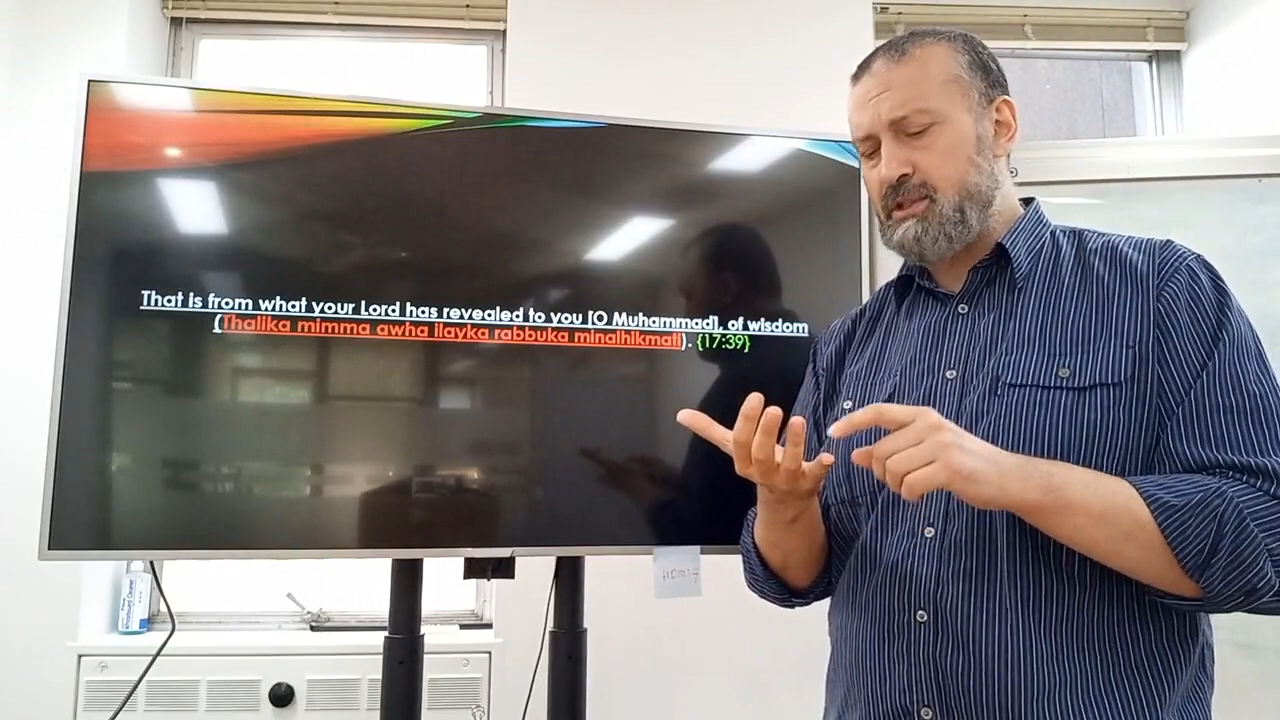 That is from what your Lord has revealed to you [O Muhammad], of wisdom
(Thalika mimma awha ilayka rabbuka minalhikmati). {17:39}